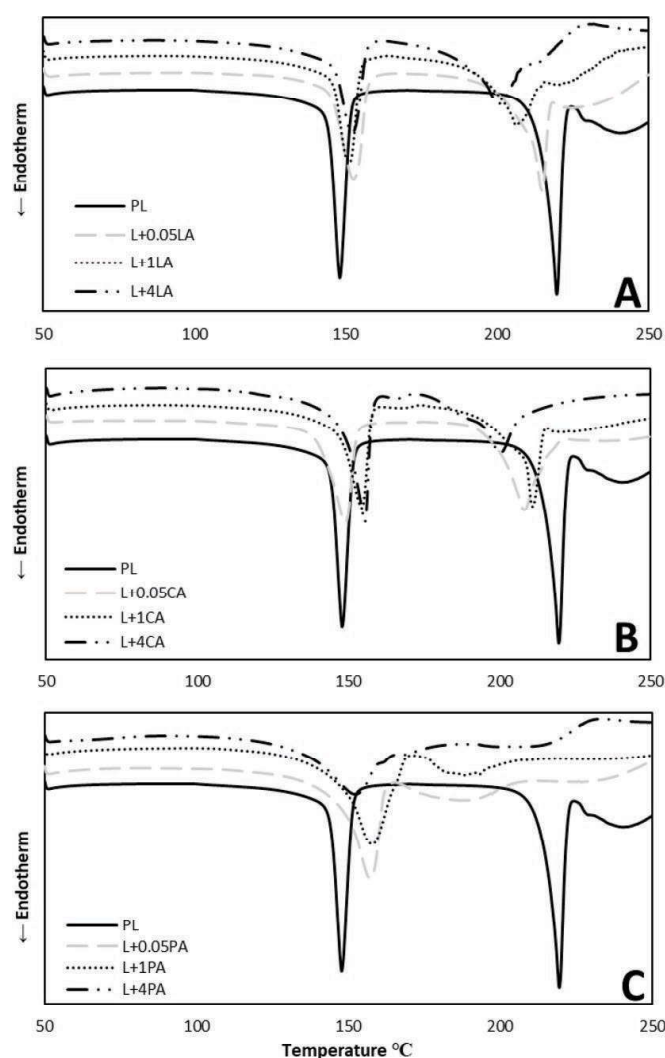 ← Endotherm
PL
L+0.05LA
L+1LA
L+4LA
A
50 100 150 200 250
← Endotherm
PL
L+0.05CA
L+1CA
L+4CA
B
50 100 150 200 250
← Endotherm
PL
L+0.05PA
L+1PA
L+4PA
C
50 100 150 200 250
Temperature °C